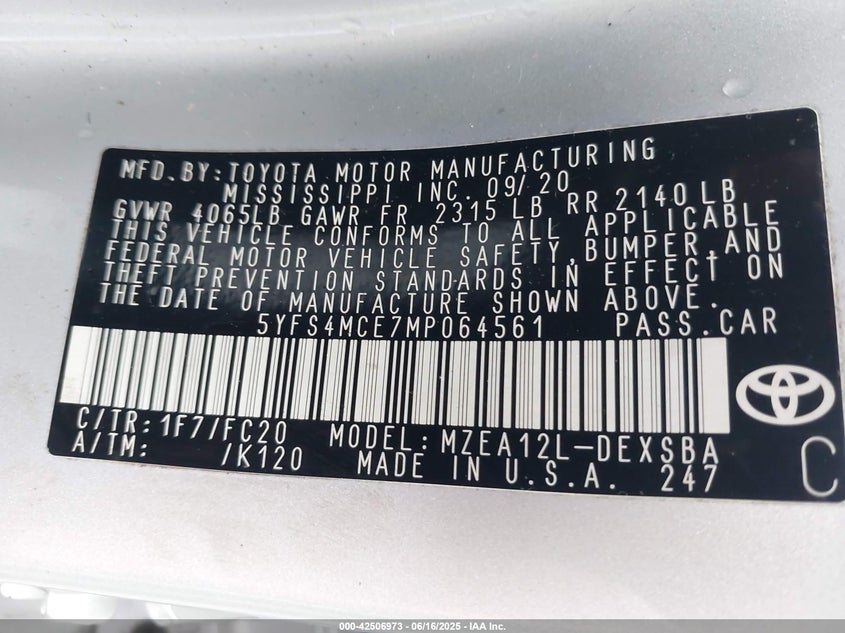 MFD. BY: TOYOTA MOTOR MANUFACTURING
MISSISSIPPI INC. 09/20
GVWR 4065LB GAWR FR 2315 LB RR 2140 LB
THIS VEHICLE CONFORMS TO ALL APPLICABLE
FEDERAL MOTOR VEHICLE SAFETY, BUMPER, AND
THEFT PREVENTION STANDARDS IN EFFECT ON
THE DATE OF MANUFACTURE SHOWN ABOVE.
5YFS4MCE7MP064561 PASS. CAR
C/TR: 1F7/FC20 MODEL: MZEA12L-DEXSBA
A/TM: /K120 MADE IN U.S.A. 247
C
000-42506973 - 06/16/2025 - IAA Inc.